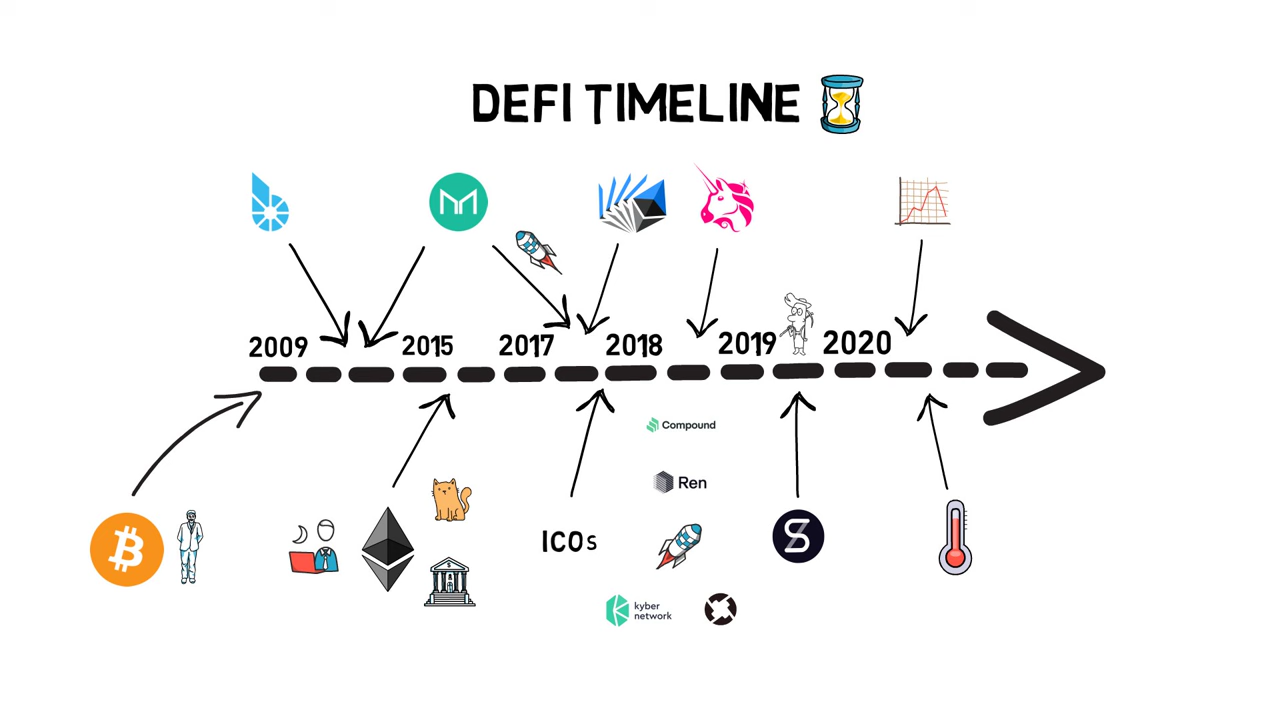 DEFI TIMELINE
2009
2015
2017
2018
2019
2020
Compound
Ren
ICOs
kyber
network